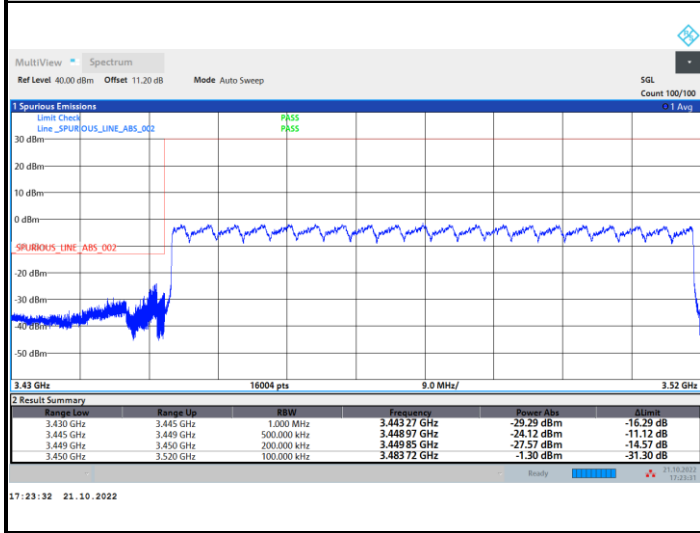 MultiView Spectrum
Ref Level 40.00 dBm Offset 11.20 dB Mode Auto Sweep SGL
Count 100/100
1 Spurious Emissions 1 Avg
Limit Check PASS
Line _SPURIOUS_LINE_ABS_002 PASS
30 dBm
20 dBm
10 dBm
0 dBm
_SPURIOUS_LINE_ABS_002
-20 dBm
-30 dBm
-40 dBm
-50 dBm
3.43 GHz 16004 pts 9.0 MHz/ 3.52 GHz
2 Result Summary
Range Low Range Up RBW Frequency Power Abs ΔLimit
3.430 GHz 3.445 GHz 1.000 MHz 3.443 27 GHz -29.29 dBm -16.29 dB
3.445 GHz 3.449 GHz 500.000 kHz 3.448 97 GHz -24.12 dBm -11.12 dB
3.449 GHz 3.450 GHz 200.000 kHz 3.449 85 GHz -27.57 dBm -14.57 dB
3.450 GHz 3.520 GHz 100.000 kHz 3.483 72 GHz -1.30 dBm -31.30 dB
Ready 21.10.2022
17:23:31
17:23:32 21.10.2022